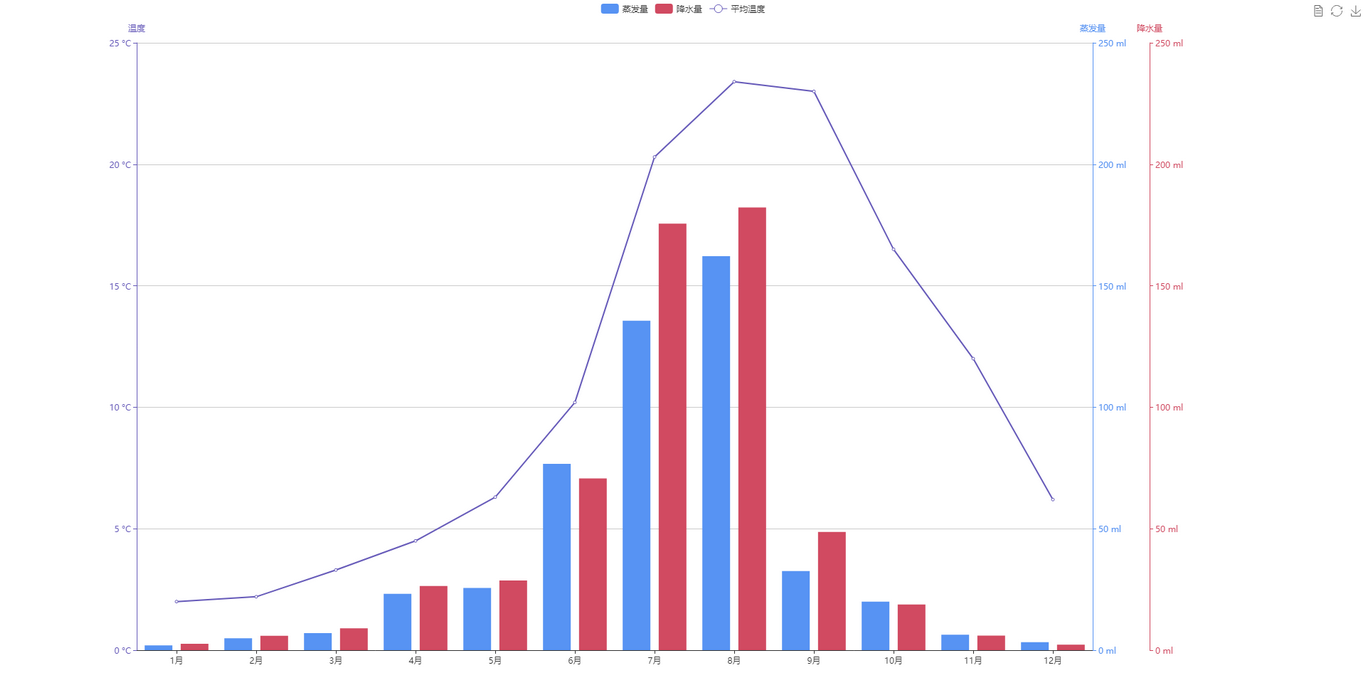 蒸发量 降水量 平均温度
温度 蒸发量 降水量
25 °C 250 ml 250 ml
20 °C 200 ml 200 ml
15 °C 150 ml 150 ml
10 °C 100 ml 100 ml
5 °C 50 ml 50 ml
0 °C 0 ml 0 ml
1月 2月 3月 4月 5月 6月 7月 8月 9月 10月 11月 12月